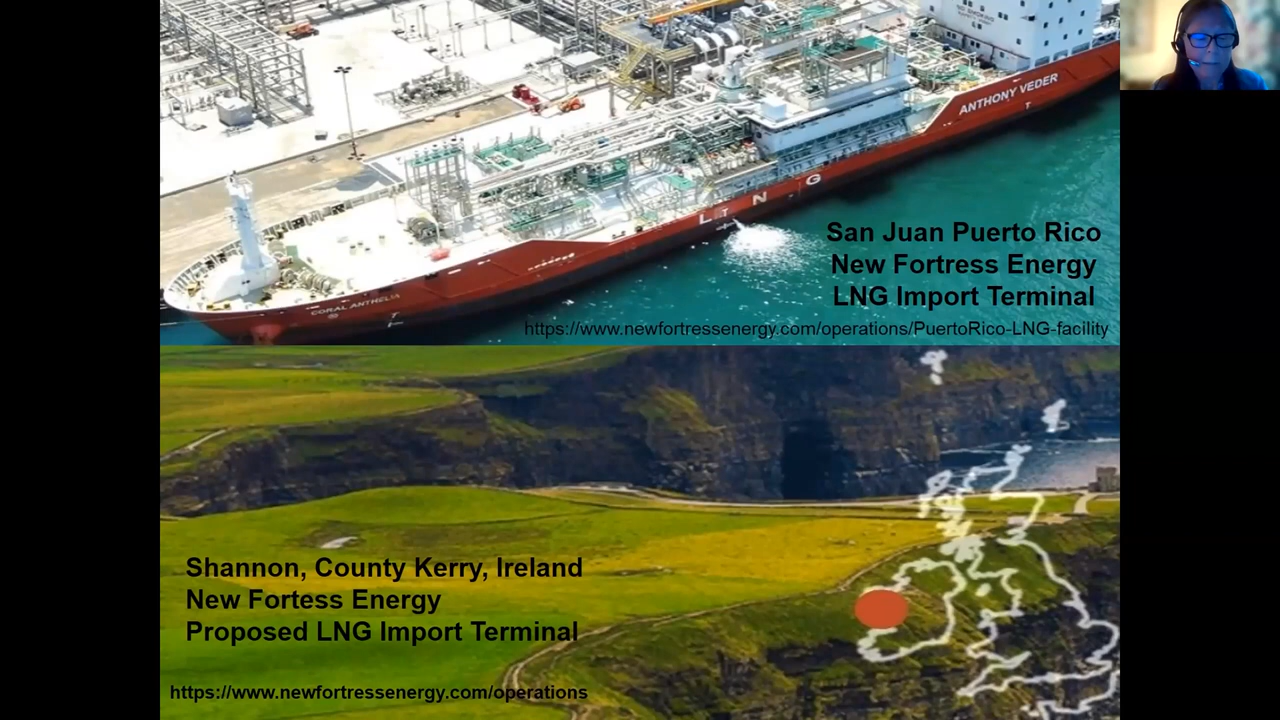 ANTHONY VEDER
L N G
CORAL ANTHELIA
San Juan Puerto Rico
New Fortress Energy
LNG Import Terminal
https://www.newfortressenergy.com/operations/PuertoRico-LNG-facility
Shannon, County Kerry, Ireland
New Fortess Energy
Proposed LNG Import Terminal
https://www.newfortressenergy.com/operations